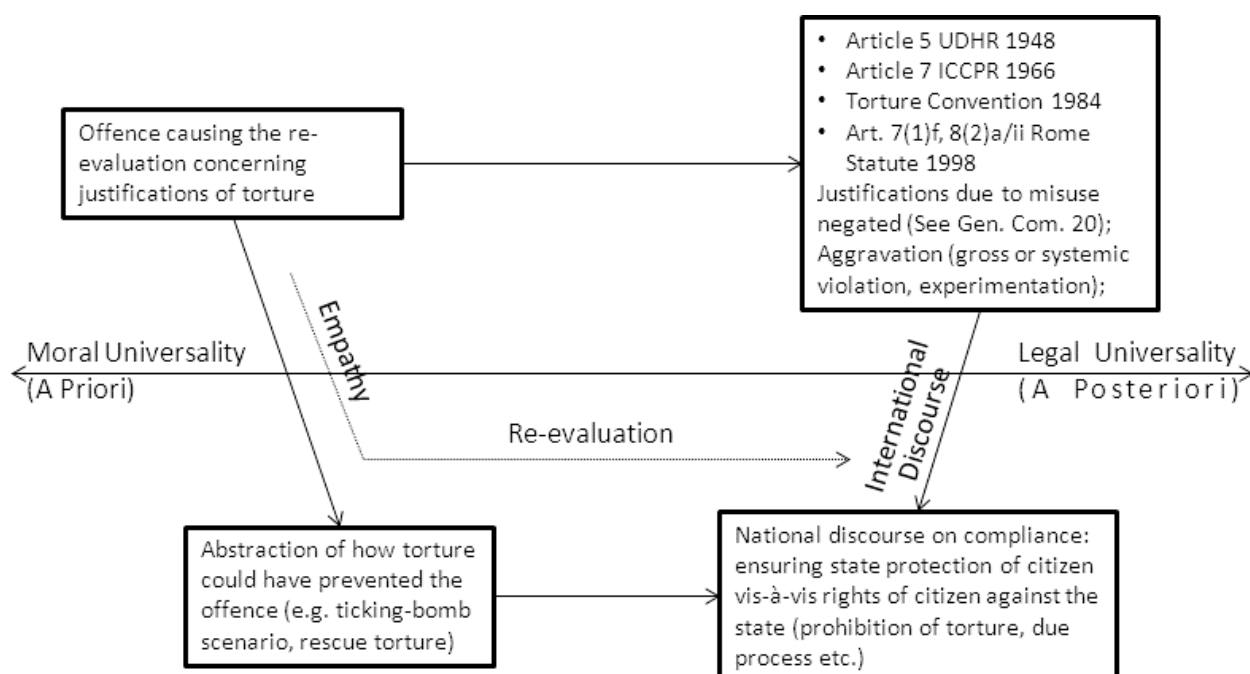 Offence causing the re-
evaluation concerning
justifications of torture
• Article 5 UDHR 1948
• Article 7 ICCPR 1966
• Torture Convention 1984
• Art. 7(1)f, 8(2)a/ii Rome
Statute 1998
Justifications due to misuse
negated (See Gen. Com. 20);
Aggravation (gross or systemic
violation, experimentation);
Empathy
Moral Universality
(A Priori)
International
Discourse
Legal Universality
(A Posteriori)
Re-evaluation
Abstraction of how torture
could have prevented the
offence (e.g. ticking-bomb
scenario, rescue torture)
National discourse on compliance:
ensuring state protection of citizen
vis-à-vis rights of citizen against the
state (prohibition of torture, due
process etc.)